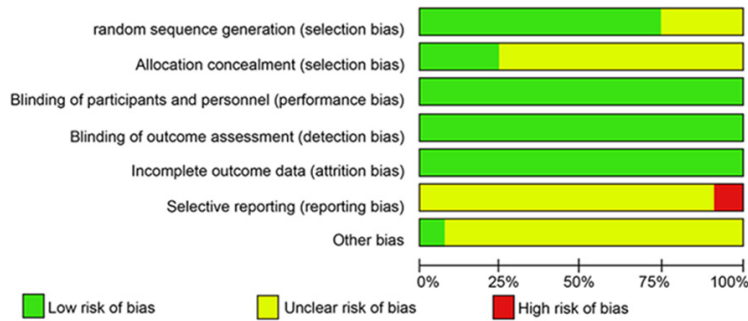 random sequence generation (selection bias)
Allocation concealment (selection bias)
Blinding of participants and personnel (performance bias)
Blinding of outcome assessment (detection bias)
Incomplete outcome data (attrition bias)
Selective reporting (reporting bias)
Other bias
0% 25% 50% 75% 100%
Low risk of bias Unclear risk of bias High risk of bias